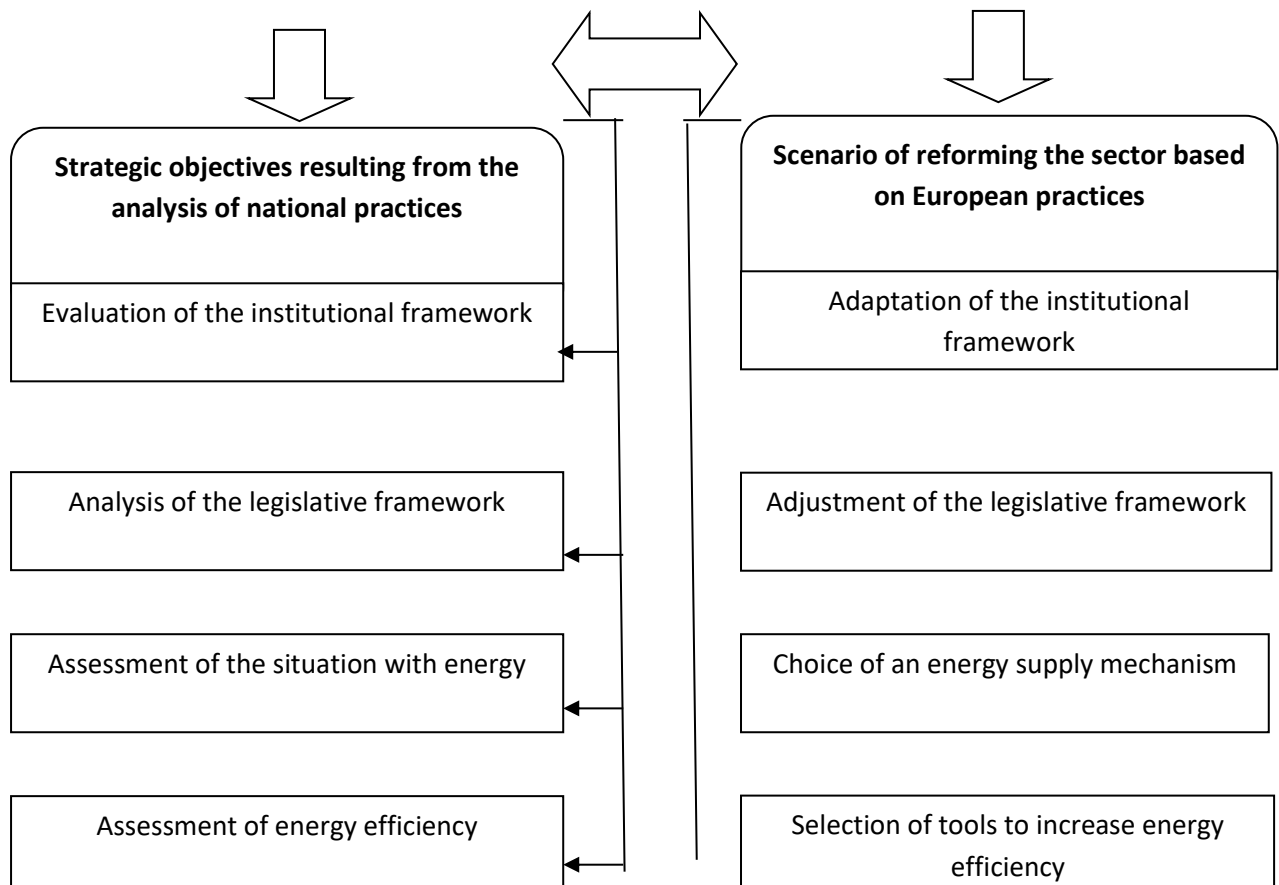 Strategic objectives resulting from the
analysis of national practices
Evaluation of the institutional framework
Analysis of the legislative framework
Assessment of the situation with energy
Assessment of energy efficiency
Scenario of reforming the sector based
on European practices
Adaptation of the institutional
framework
Adjustment of the legislative framework
Choice of an energy supply mechanism
Selection of tools to increase energy
efficiency